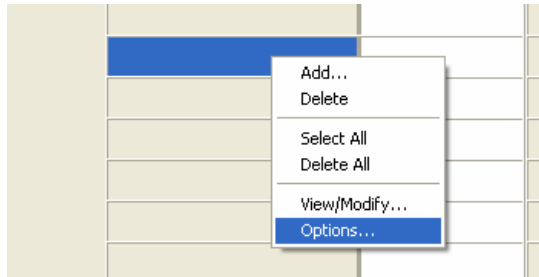 Add...
Delete
Select All
Delete All
View/Modify...
Options...